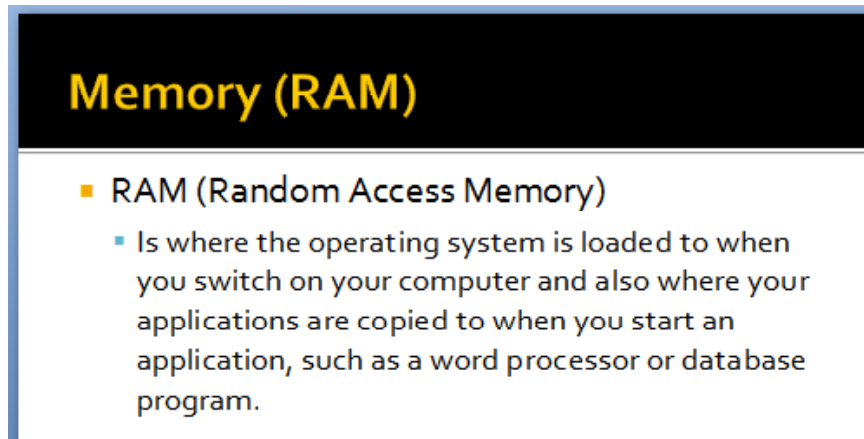 Memory (RAM)
RAM (Random Access Memory)
Is where the operating system is loaded to when
you switch on your computer and also where your
applications are copied to when you start an
application, such as a word processor or database
program.